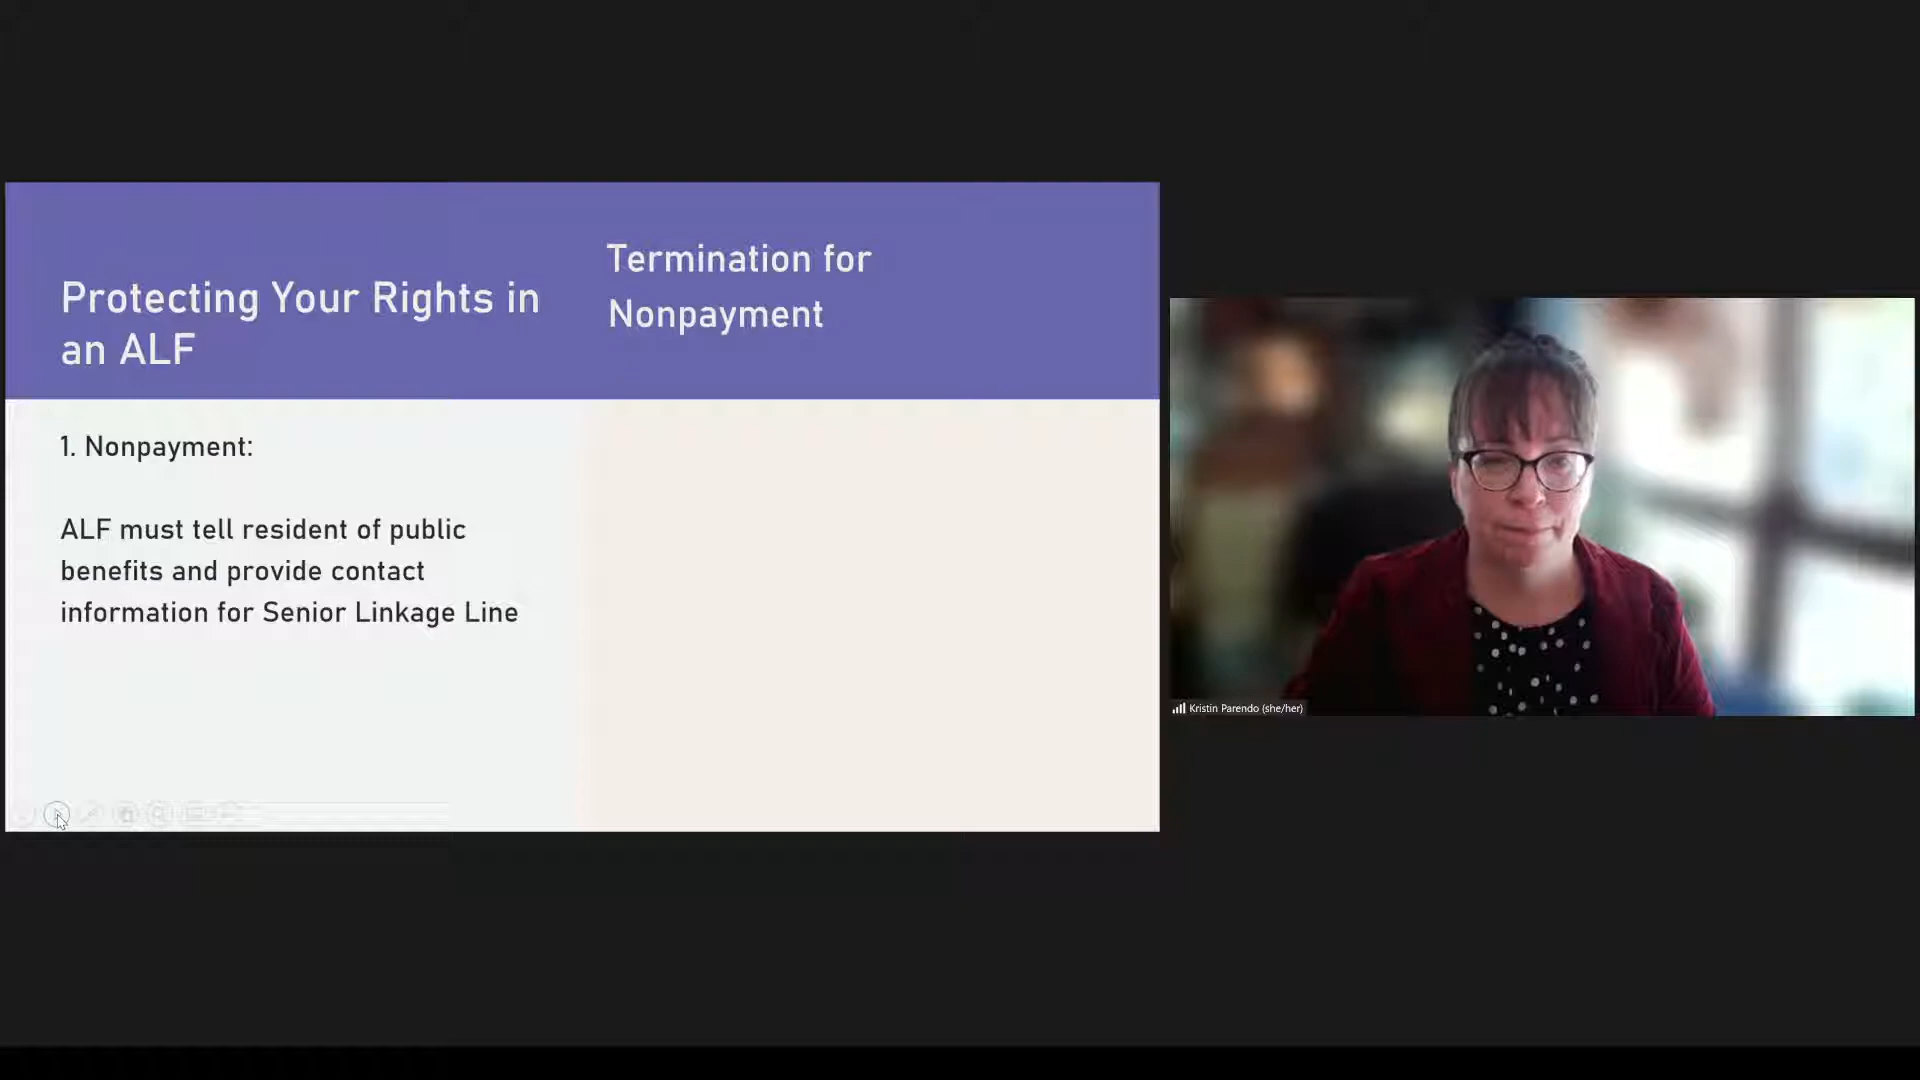 Protecting Your Rights in
an ALF
Termination for
Nonpayment
1. Nonpayment:
ALF must tell resident of public
benefits and provide contact
information for Senior Linkage Line
Kristin Parendo (she/her)